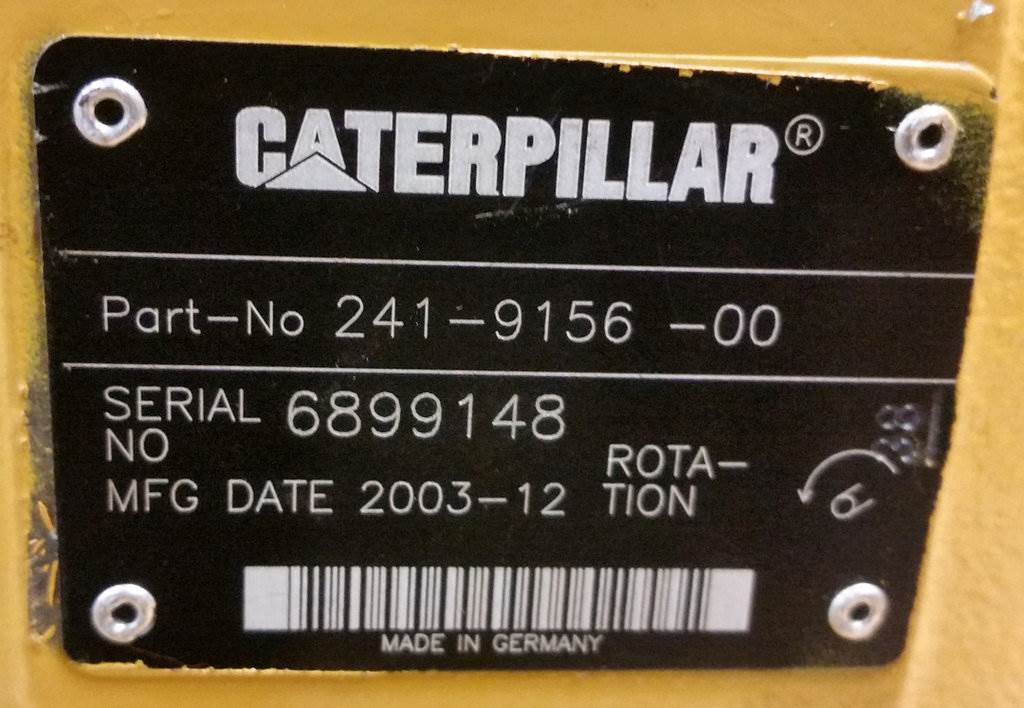 CATERPILLAR®
Part-No 241-9156 -00
SERIAL NO 6899148
MFG DATE 2003-12
ROTA-
TION
MADE IN GERMANY